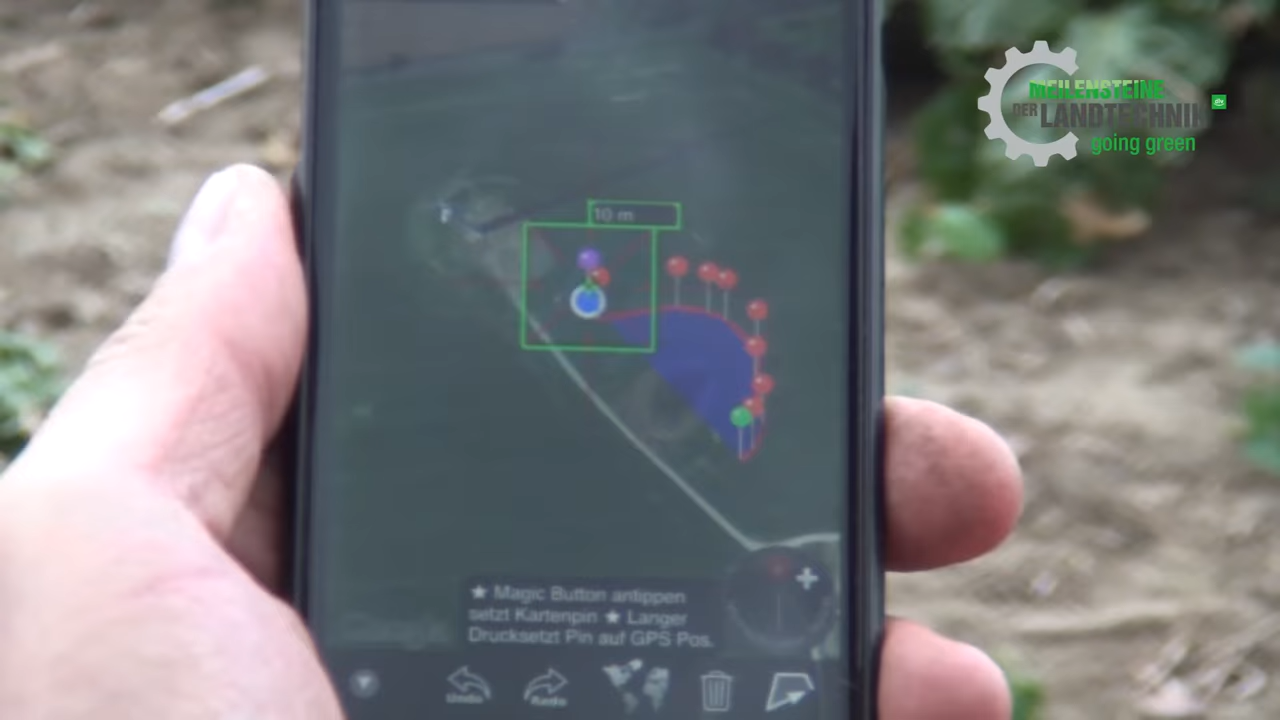 MEILENSTEINE
DER LANDTECHNIK
going green
10 m
★ Magic Button antippen
setzt Kartenpin ★ Langer
Drucksetzt Pin auf GPS Pos.
Undo
Redo